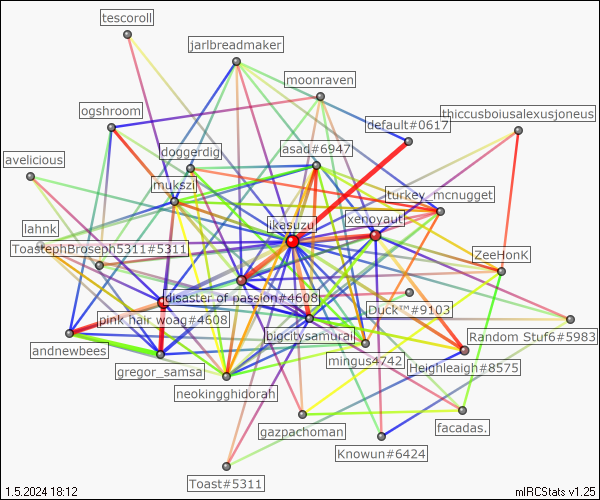 tescoroll
jarlbreadmaker
moonraven
ogshroom
default#0617
thiccusboiusalexusjoneus
avelicious
doggerdig
asad#6947
mukszil
turkey_mcnugget
lahnk
ikasuzu
xenoyaut
ToastephBroseph5311#5311
ZeeHonK
disaster of passion#4608
pink hair woag#4608
Duck™#9103
bigcitysamurai
Random Stuf6#5983
andnewbees
gregor_samsa
mingus4742
Heighleaigh#8575
neokingghidorah
gazpachoman
facadas.
Knowun#6424
Toast#5311
1.5.2024 18:12
mIRCStats v1.25